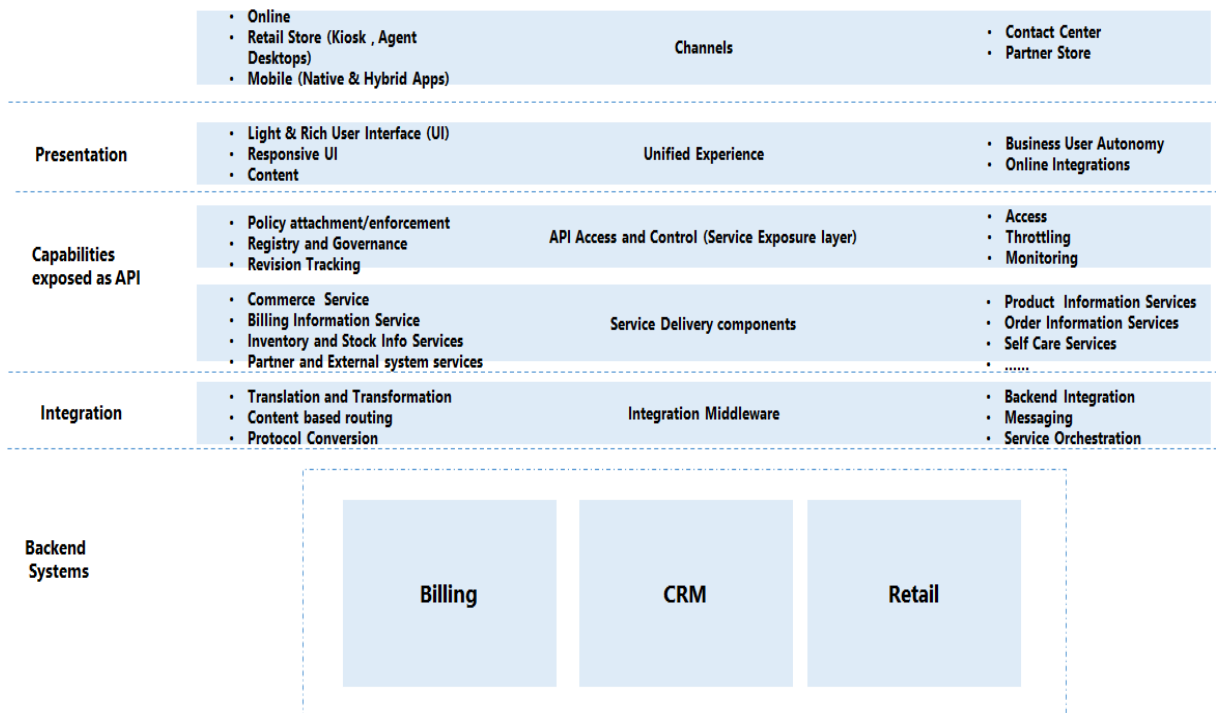 • Online
• Retail Store (Kiosk , Agent
Desktops)
• Mobile (Native & Hybrid Apps)
Channels
• Contact Center
• Partner Store
Presentation
• Light & Rich User Interface (UI)
• Responsive UI
• Content
Unified Experience
• Business User Autonomy
• Online Integrations
Capabilities
exposed as API
• Policy attachment/enforcement
• Registry and Governance
• Revision Tracking
API Access and Control (Service Exposure layer)
• Access
• Throttling
• Monitoring
• Commerce Service
• Billing Information Service
• Inventory and Stock Info Services
• Partner and External system services
Service Delivery components
• Product Information Services
• Order Information Services
• Self Care Services
• ......
Integration
• Translation and Transformation
• Content based routing
• Protocol Conversion
Integration Middleware
• Backend Integration
• Messaging
• Service Orchestration
Backend
Systems
Billing
CRM
Retail